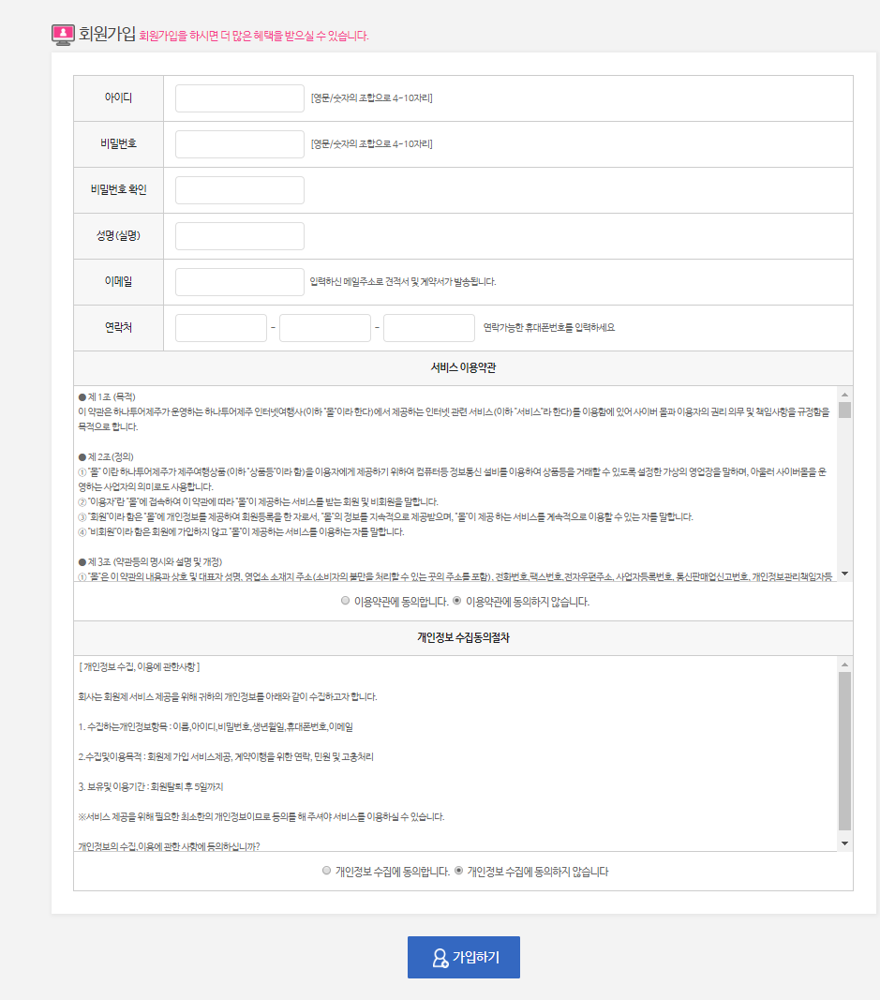 회원가입 회원가입을 하시면 더 많은 혜택을 받으실 수 있습니다.
아이디 [영문/숫자의 조합으로 4-10자리]
비밀번호 [영문/숫자의 조합으로 4-10자리]
비밀번호 확인
성명(실명)
이메일 입력하신 메일주소로 견적서 및 계약서가 발송됩니다.
연락처 - - 연락가능한 휴대폰번호를 입력하세요
서비스 이용약관
● 제 1조 (목적)
이 약관은 하나투어제주가 운영하는 하나투어제주 인터넷여행사(이하 "몰"이라 한다)에서 제공하는 인터넷 관련 서비스(이하 "서비스"라 한다)를 이용함에 있어 사이버 몰과 이용자의 권리 의무 및 책임사항을 규정함을
목적으로 합니다.
● 제 2조(정의)
① "몰" 이란 하나투어제주가 제주여행상품(이하 "상품등"이라 함)을 이용자에게 제공하기 위하여 컴퓨터등 정보통신 설비를 이용하여 상품등을 거래할 수 있도록 설정한 가상의 영업장을 말하며, 아울러 사이버몰을 운
영하는 사업자의 의미로도 사용합니다.
② "이용자"란 "몰"에 접속하여 이 약관에 따라 "몰"이 제공하는 서비스를 받는 회원 및 비회원을 말합니다.
③ "회원"이라 함은 "몰"에 개인정보를 제공하여 회원등록을 한 자로서, "몰"의 정보를 지속적으로 제공받으며, "몰"이 제공 하는 서비스를 계속적으로 이용할 수 있는 자를 말합니다.
④ "비회원"이라 함은 회원에 가입하지 않고 "몰"이 제공하는 서비스를 이용하는 자를 말합니다.
● 제 3조 (약관등의 명시와 설명 및 개정)
① "몰"은 이 약관의 내용과 상호 및 대표자 성명, 영업소 소재지 주소(소비자의 불만을 처리할 수 있는 곳의 주소를 포함), 전화번호,팩스번호,전자우편주소, 사업자등록번호, 통신판매업신고번호, 개인정보관리책임자등
이용약관에 동의합니다. 이용약관에 동의하지 않습니다.
개인정보 수집동의절차
[ 개인정보 수집, 이용에 관한사항 ]
회사는 회원제 서비스 제공을 위해 귀하의 개인정보를 아래와 같이 수집하고자 합니다.
1. 수집하는개인정보항목 : 이름,아이디,비밀번호,생년월일,휴대폰번호,이메일
2.수집및이용목적 : 회원제 가입 서비스제공, 계약이행을 위한 연락, 민원 및 고충처리
3. 보유및 이용기간 : 회원탈퇴 후 5일까지
※서비스 제공을 위해 필요한 최소한의 개인정보이므로 동의를 해 주셔야 서비스를 이용하실 수 있습니다.
개인정보의 수집,이용에 관한 사항에 동의하십니까?
개인정보 수집에 동의합니다. 개인정보 수집에 동의하지 않습니다
가입하기